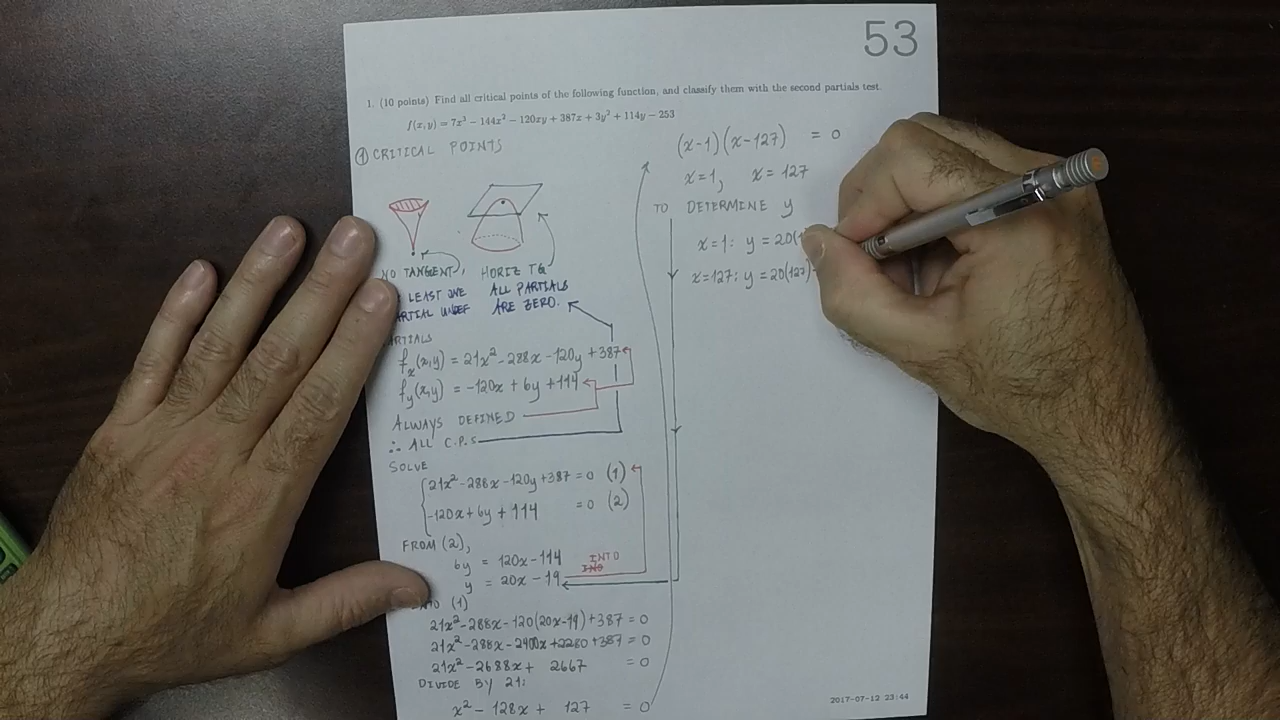 53
1. (10 points) Find all critical points of the following function, and classify them with the second partials test.
f(x, y) = 7x³ − 144x² − 120xy + 387x + 3y² + 114y − 253
① CRITICAL POINTS
NO TANGENT, HORIZ TG
LEAST ONE ALL PARTIALS
UNDEF ARE ZERO.
fₓ(x,y) = 21x² - 288x - 120y + 387
f_y(x,y) = -120x + 6y + 114
ALWAYS DEFINED
∴ ALL C.P.S
SOLVE
21x² - 288x - 120y + 387 = 0 (1)
-120x + 6y + 114 = 0 (2)
FROM (2),
6y = 120x - 114
y = 20x - 19
INTO
(1)
21x² - 288x - 120(20x - 19) + 387 = 0
21x² - 288x - 2400x + 2280 + 387 = 0
21x² - 2688x + 2667 = 0
DIVIDE BY 21:
x² - 128x + 127 = 0
(x-1)(x-127) = 0
x = 1, x = 127
TO DETERMINE y
x = 1: y = 20(
x = 127: y = 20(127)
2017-07-12 23:44